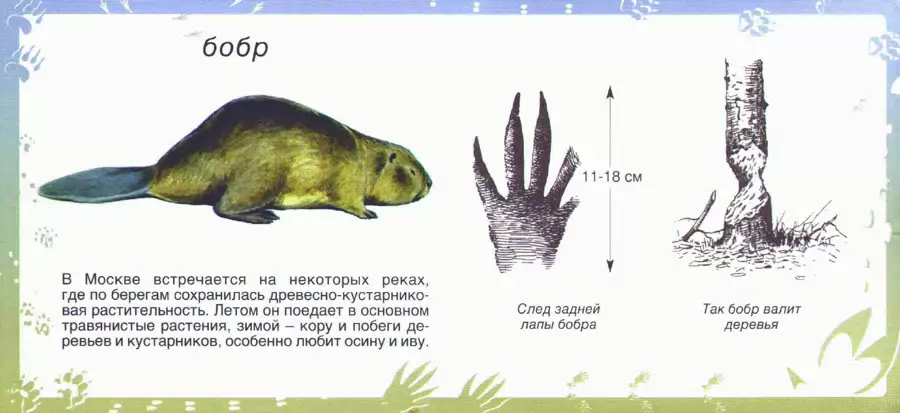 бобр
В Москве встречается на некоторых реках,
где по берегам сохранилась древесно-кустарнико-
вая растительность. Летом он поедает в основном
травянистые растения, зимой – кору и побеги де-
ревьев и кустарников, особенно любит осину и иву.
11-18 см
След задней
лапы бобра
Так бобр валит
деревья